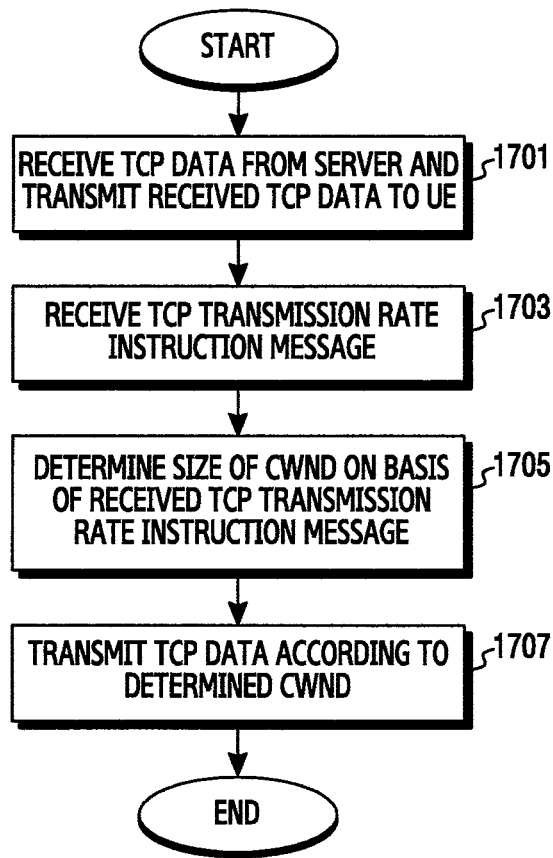 START
RECEIVE TCP DATA FROM SERVER AND
TRANSMIT RECEIVED TCP DATA TO UE
1701
RECEIVE TCP TRANSMISSION RATE
INSTRUCTION MESSAGE
1703
DETERMINE SIZE OF CWND ON BASIS
OF RECEIVED TCP TRANSMISSION
RATE INSTRUCTION MESSAGE
1705
TRANSMIT TCP DATA ACCORDING TO
DETERMINED CWND
1707
END